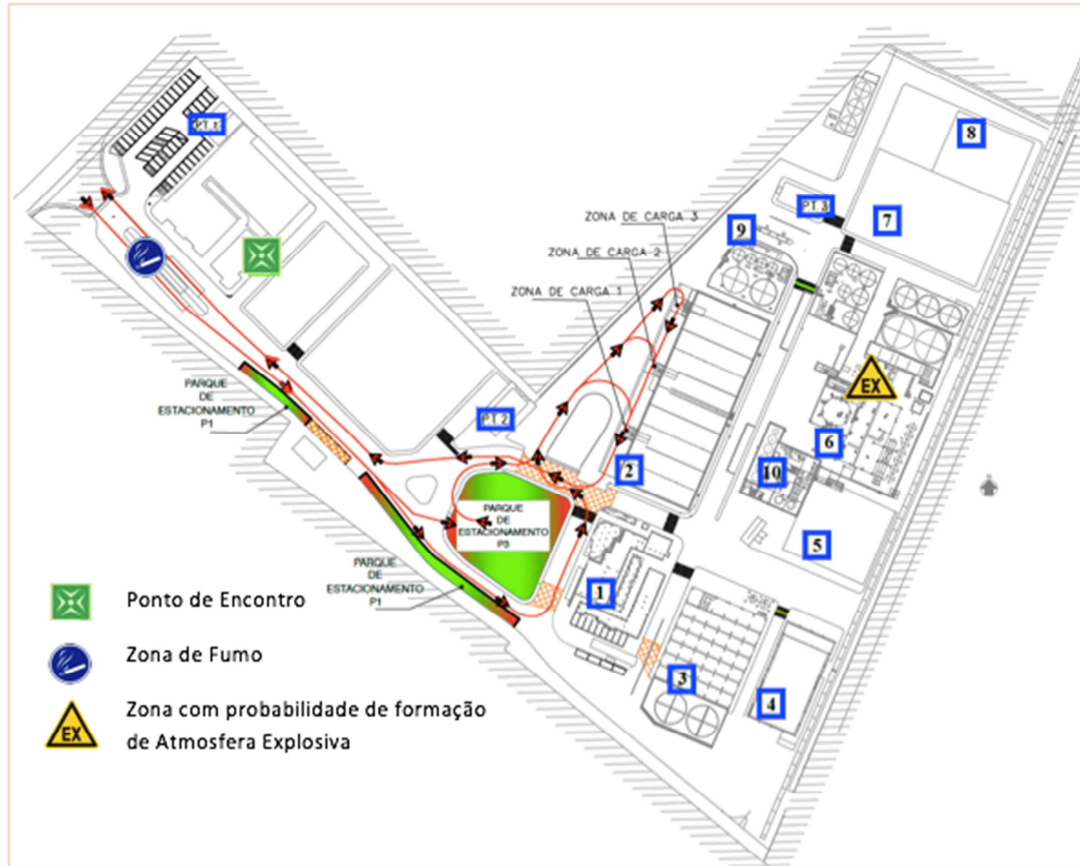 PT.1
8
ZONA DE CARGA 3
PT.3
7
9
ZONA DE CARGA 2
ZONA DE CARGA 1
EX
PARQUE
DE
ESTACIONAMENTO
P1
PT.2
6
2
10
PARQUE
DE
ESTACIONAMENTO
P3
5
PARQUE
DE
ESTACIONAMENTO
P1
1
3
4
Ponto de Encontro
Zona de Fumo
EX
Zona com probabilidade de formação
de Atmosfera Explosiva